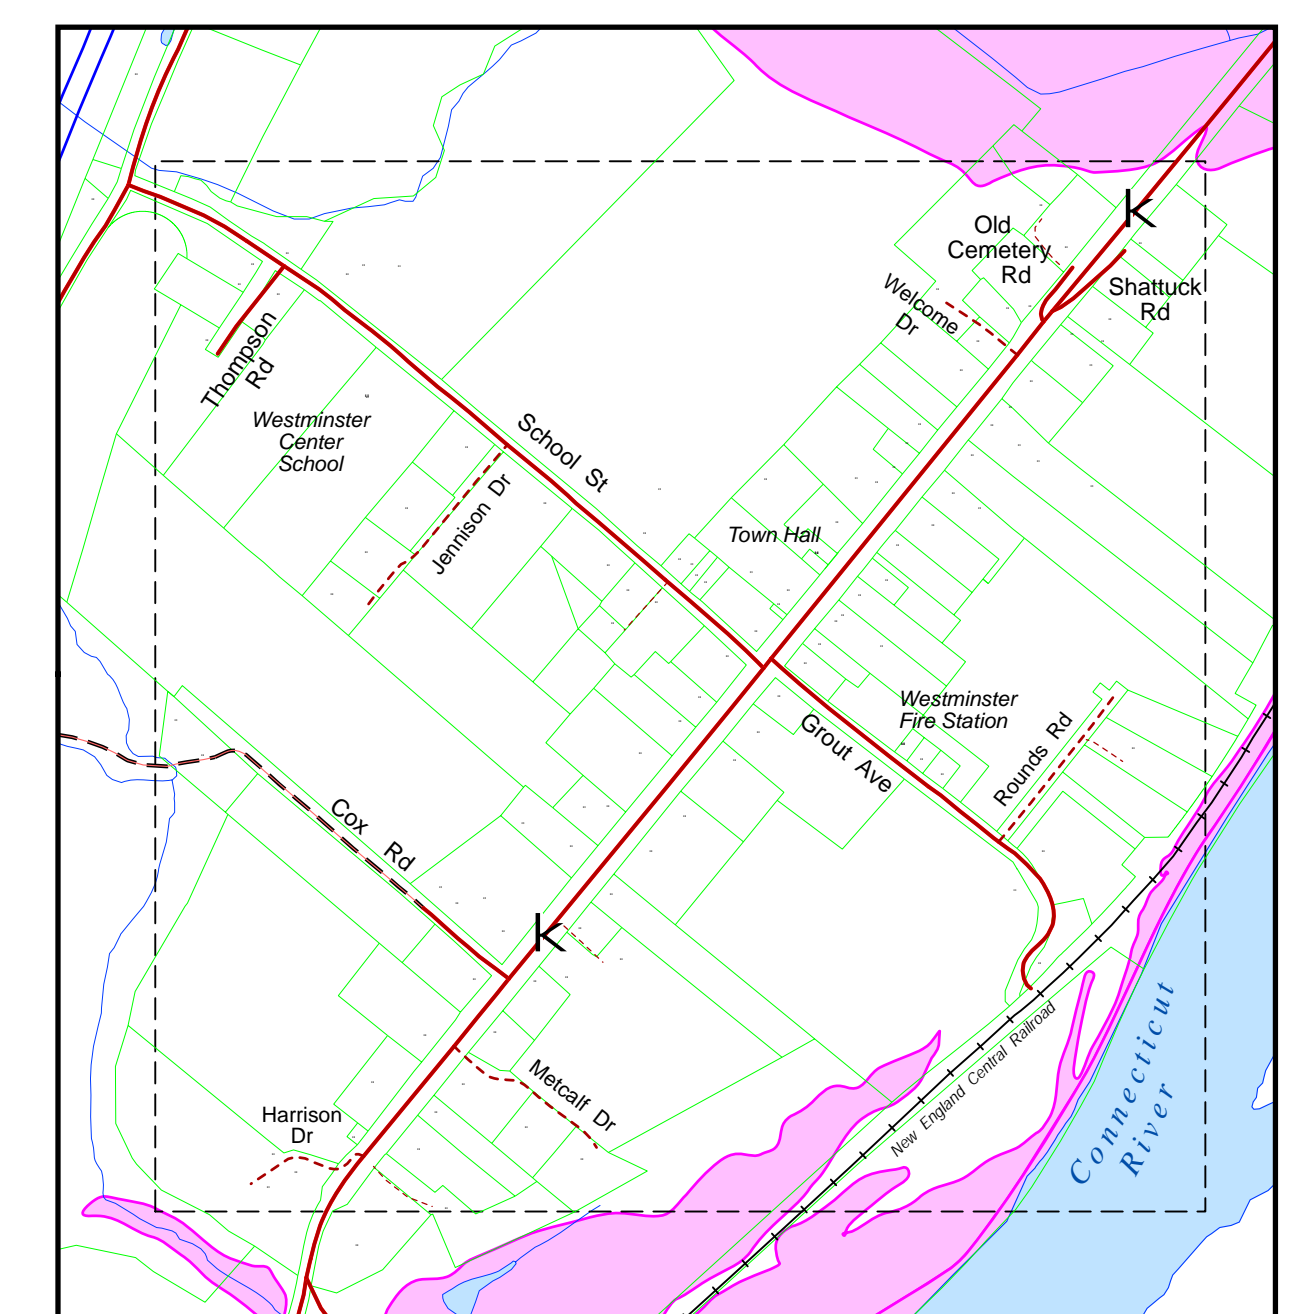 k
Old
Cemetery
Rd
Shattuck
Rd
Welcome
Dr
Thompson
Rd
Westminster
Center
School
School St
Jennison Dr
Town Hall
Westminster
Fire Station
Grout Ave
Rounds Rd
Cox Rd
k
Metcalf Dr
Harrison
Dr
New England Central Railroad
Connecticut
River